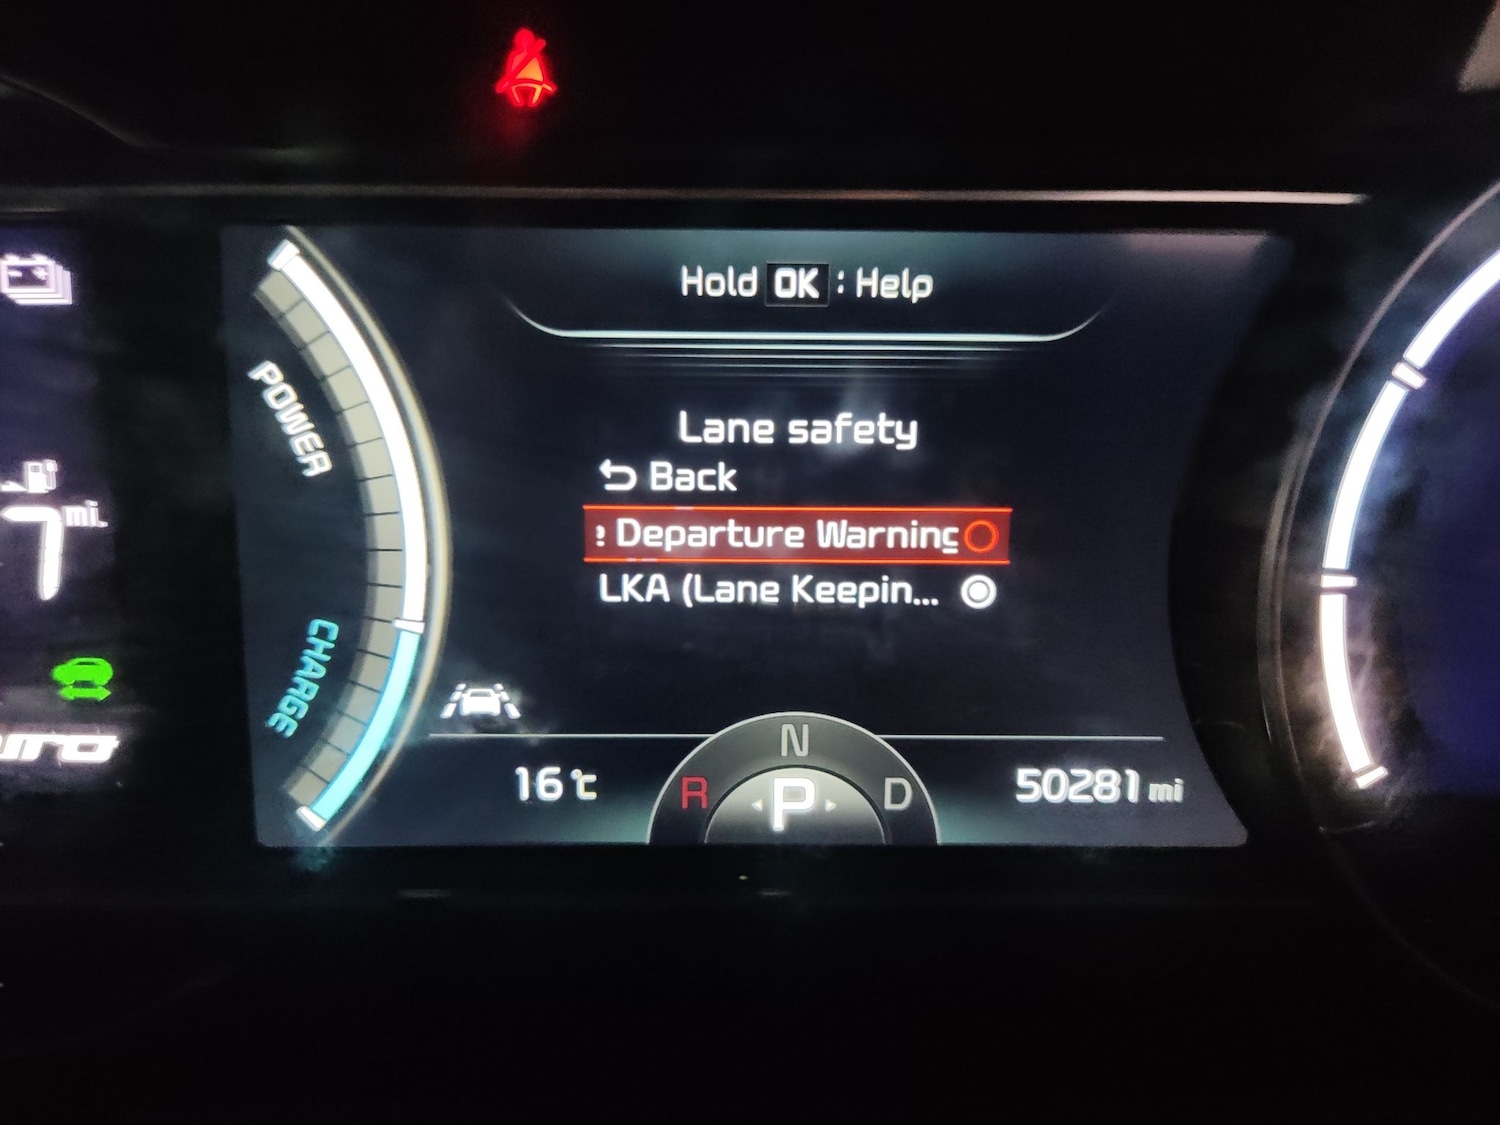 Hold OK : Help
Lane safety
Back
: Departure Warning
LKA (Lane Keepin...
POWER
CHARGE
mi.
16°C
R N D
P
50281 mi